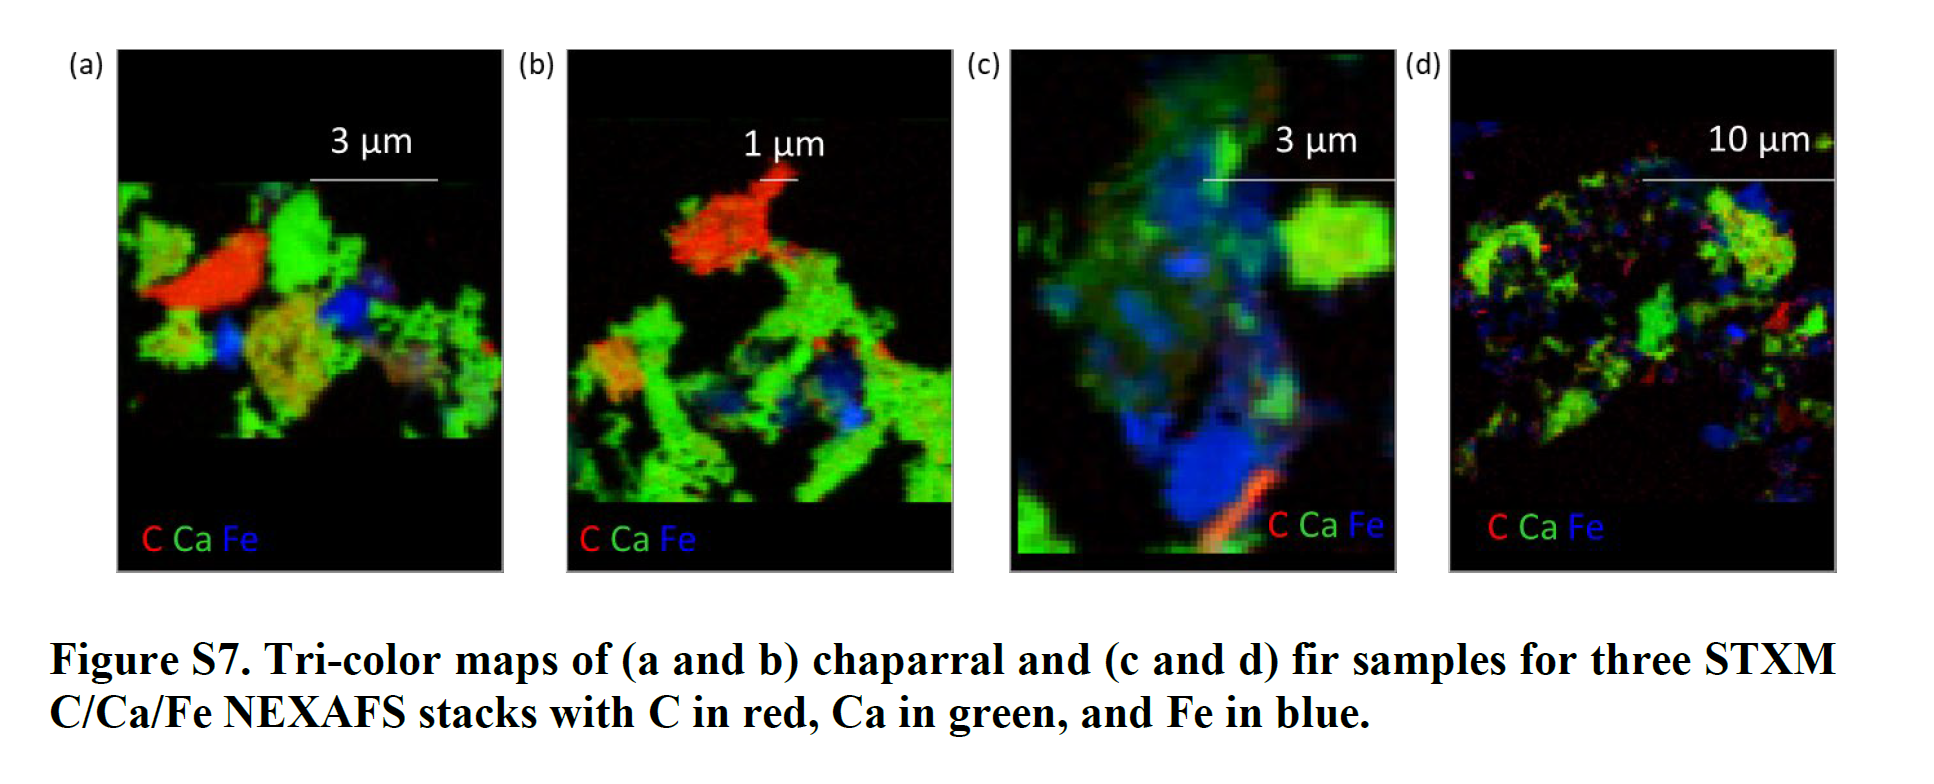 (a) (b) (c) (d)
3 μm 1 μm 3 μm 10 μm
C Ca Fe C Ca Fe C Ca Fe C Ca Fe
Figure S7. Tri-color maps of (a and b) chaparral and (c and d) fir samples for three STXM
C/Ca/Fe NEXAFS stacks with C in red, Ca in green, and Fe in blue.